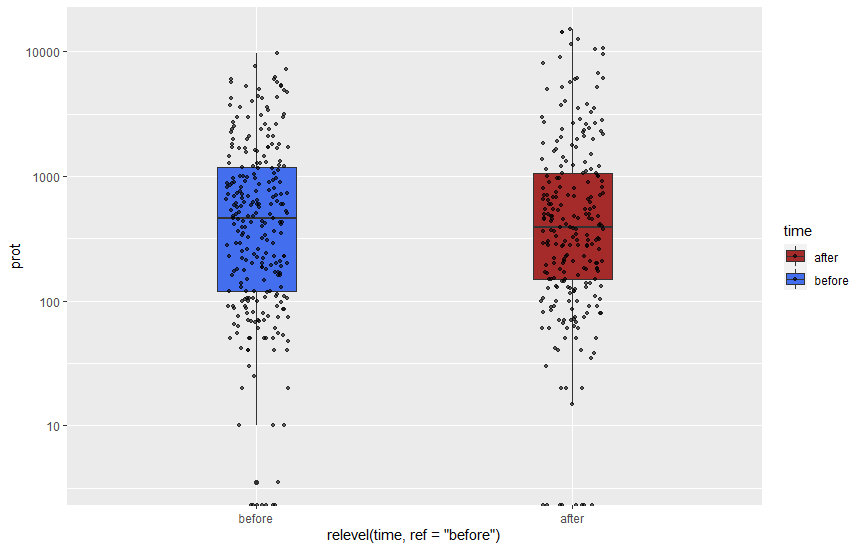 10000
1000
100
10
prot
before
after
relevel(time, ref = "before")
time
after
before